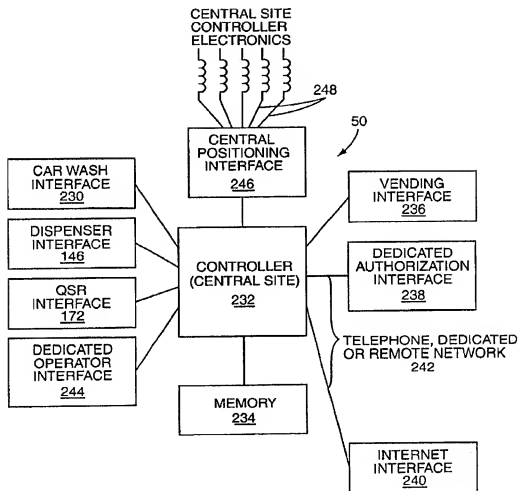 CENTRAL SITE
CONTROLLER
ELECTRONICS
248
50
CENTRAL
POSITIONING
INTERFACE
246
CAR WASH
INTERFACE
230
DISPENSER
INTERFACE
146
QSR INTERFACE
172
DEDICATED
OPERATOR
INTERFACE
244
CONTROLLER
(CENTRAL SITE)
232
MEMORY
234
VENDING
INTERFACE
236
DEDICATED
AUTHORIZATION
INTERFACE
238
TELEPHONE, DEDICATED
OR REMOTE NETWORK
242
INTERNET
INTERFACE
240